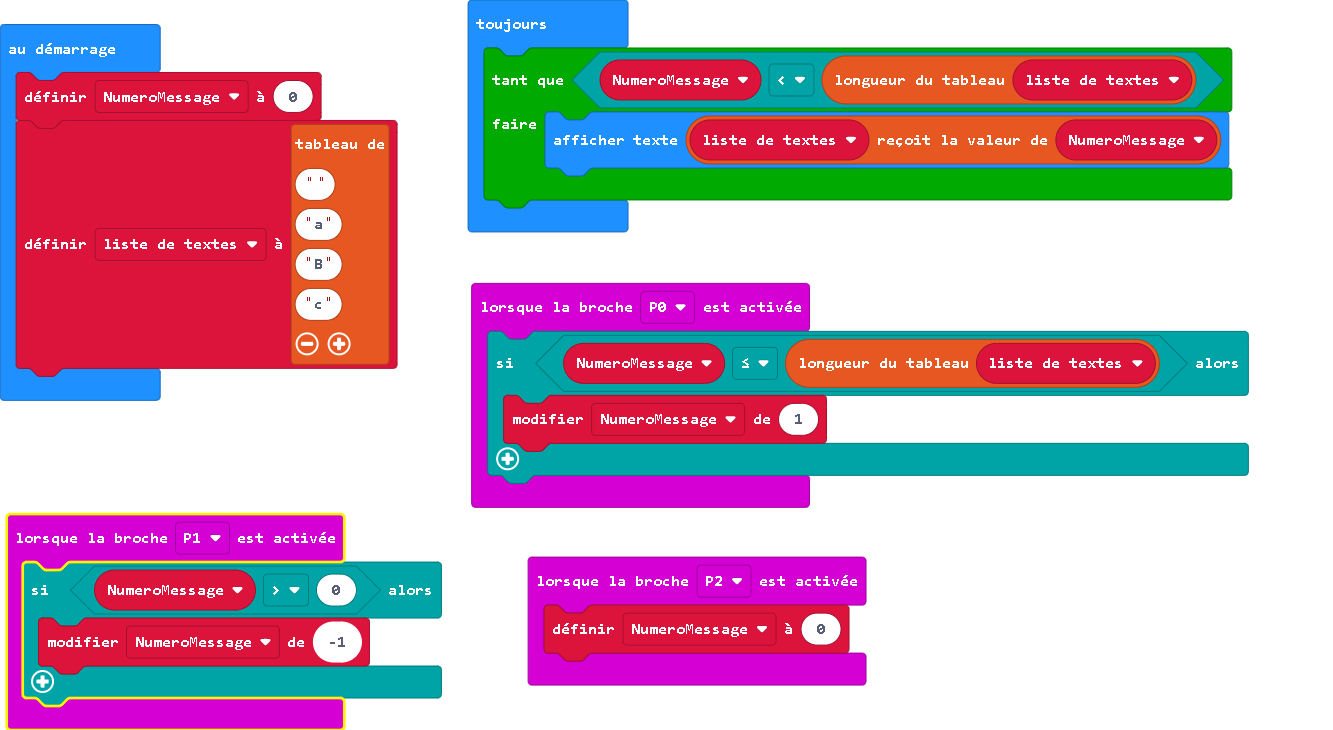 au démarrage
définir NumeroMessage à 0
définir liste de textes à
tableau de
" "
"a"
"B"
"c"
toujours
tant que NumeroMessage < longueur du tableau liste de textes
faire
afficher texte liste de textes reçoit la valeur de NumeroMessage
lorsque la broche P0 est activée
si NumeroMessage ≤ longueur du tableau liste de textes alors
modifier NumeroMessage de 1
lorsque la broche P1 est activée
si NumeroMessage > 0 alors
modifier NumeroMessage de -1
lorsque la broche P2 est activée
définir NumeroMessage à 0